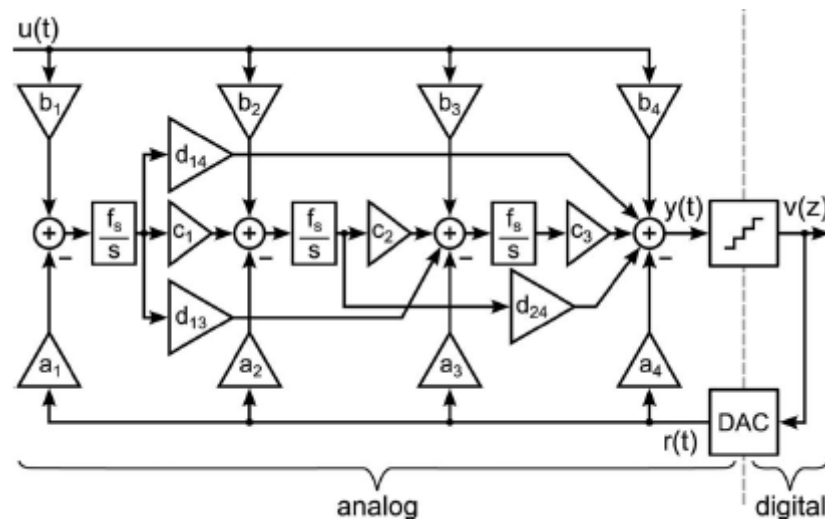 u(t)
b₁ b₂ b₃ b₄
d₁₄
y(t) v(z)
+ fₛ/s c₁ + fₛ/s c₂ + fₛ/s c₃ +
− − − −
d₁₃ d₂₄
a₁ a₂ a₃ a₄
r(t) DAC
analog digital